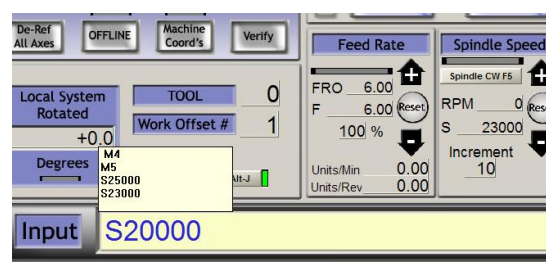 De-Ref
All Axes
OFFLINE
Machine
Coord's
Verify
Local System
Rotated
+0.0
Degrees
TOOL 0
Work Offset # 1
M4
M5
S25000
S23000
Alt-J
Feed Rate
FRO 6.00
F 6.00
Reset
100 %
Units/Min 0.00
Units/Rev 0.00
Spindle Speed
Spindle CW F5
RPM 0
S 23000
Increment
10
Input S20000